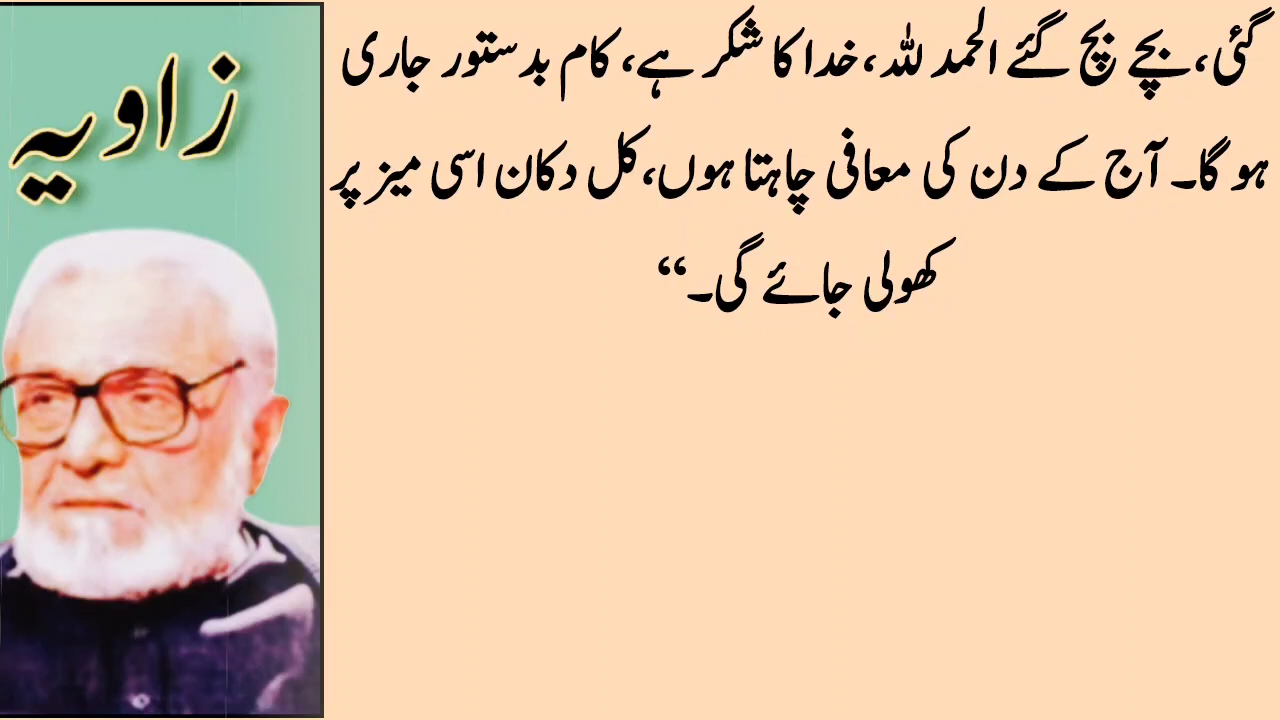 زاویہ
گئی، بچے بچ گئے الحمد للہ، خدا کا شکر ہے، کام بدستور جاری
ہو گا۔ آج کے دن کی معافی چاہتا ہوں، کل دکان اسی میز پر
کھولی جائے گی۔“